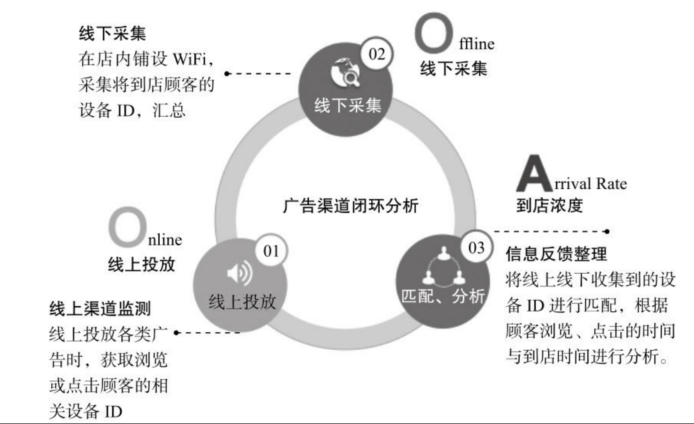 线下采集
在店内铺设 WiFi，
采集将到店顾客的
设备 ID，汇总
02
线下采集
Offline
线下采集
广告渠道闭环分析
Arrival Rate
到店浓度
Online
线上投放
01
线上投放
03
匹配、分析
信息反馈整理
将线上线下收集到的设
备 ID 进行匹配，根据
顾客浏览、点击的时间
与到店时间进行分析。
线上渠道监测
线上投放各类广
告时，获取浏览
或点击顾客的相
关设备 ID